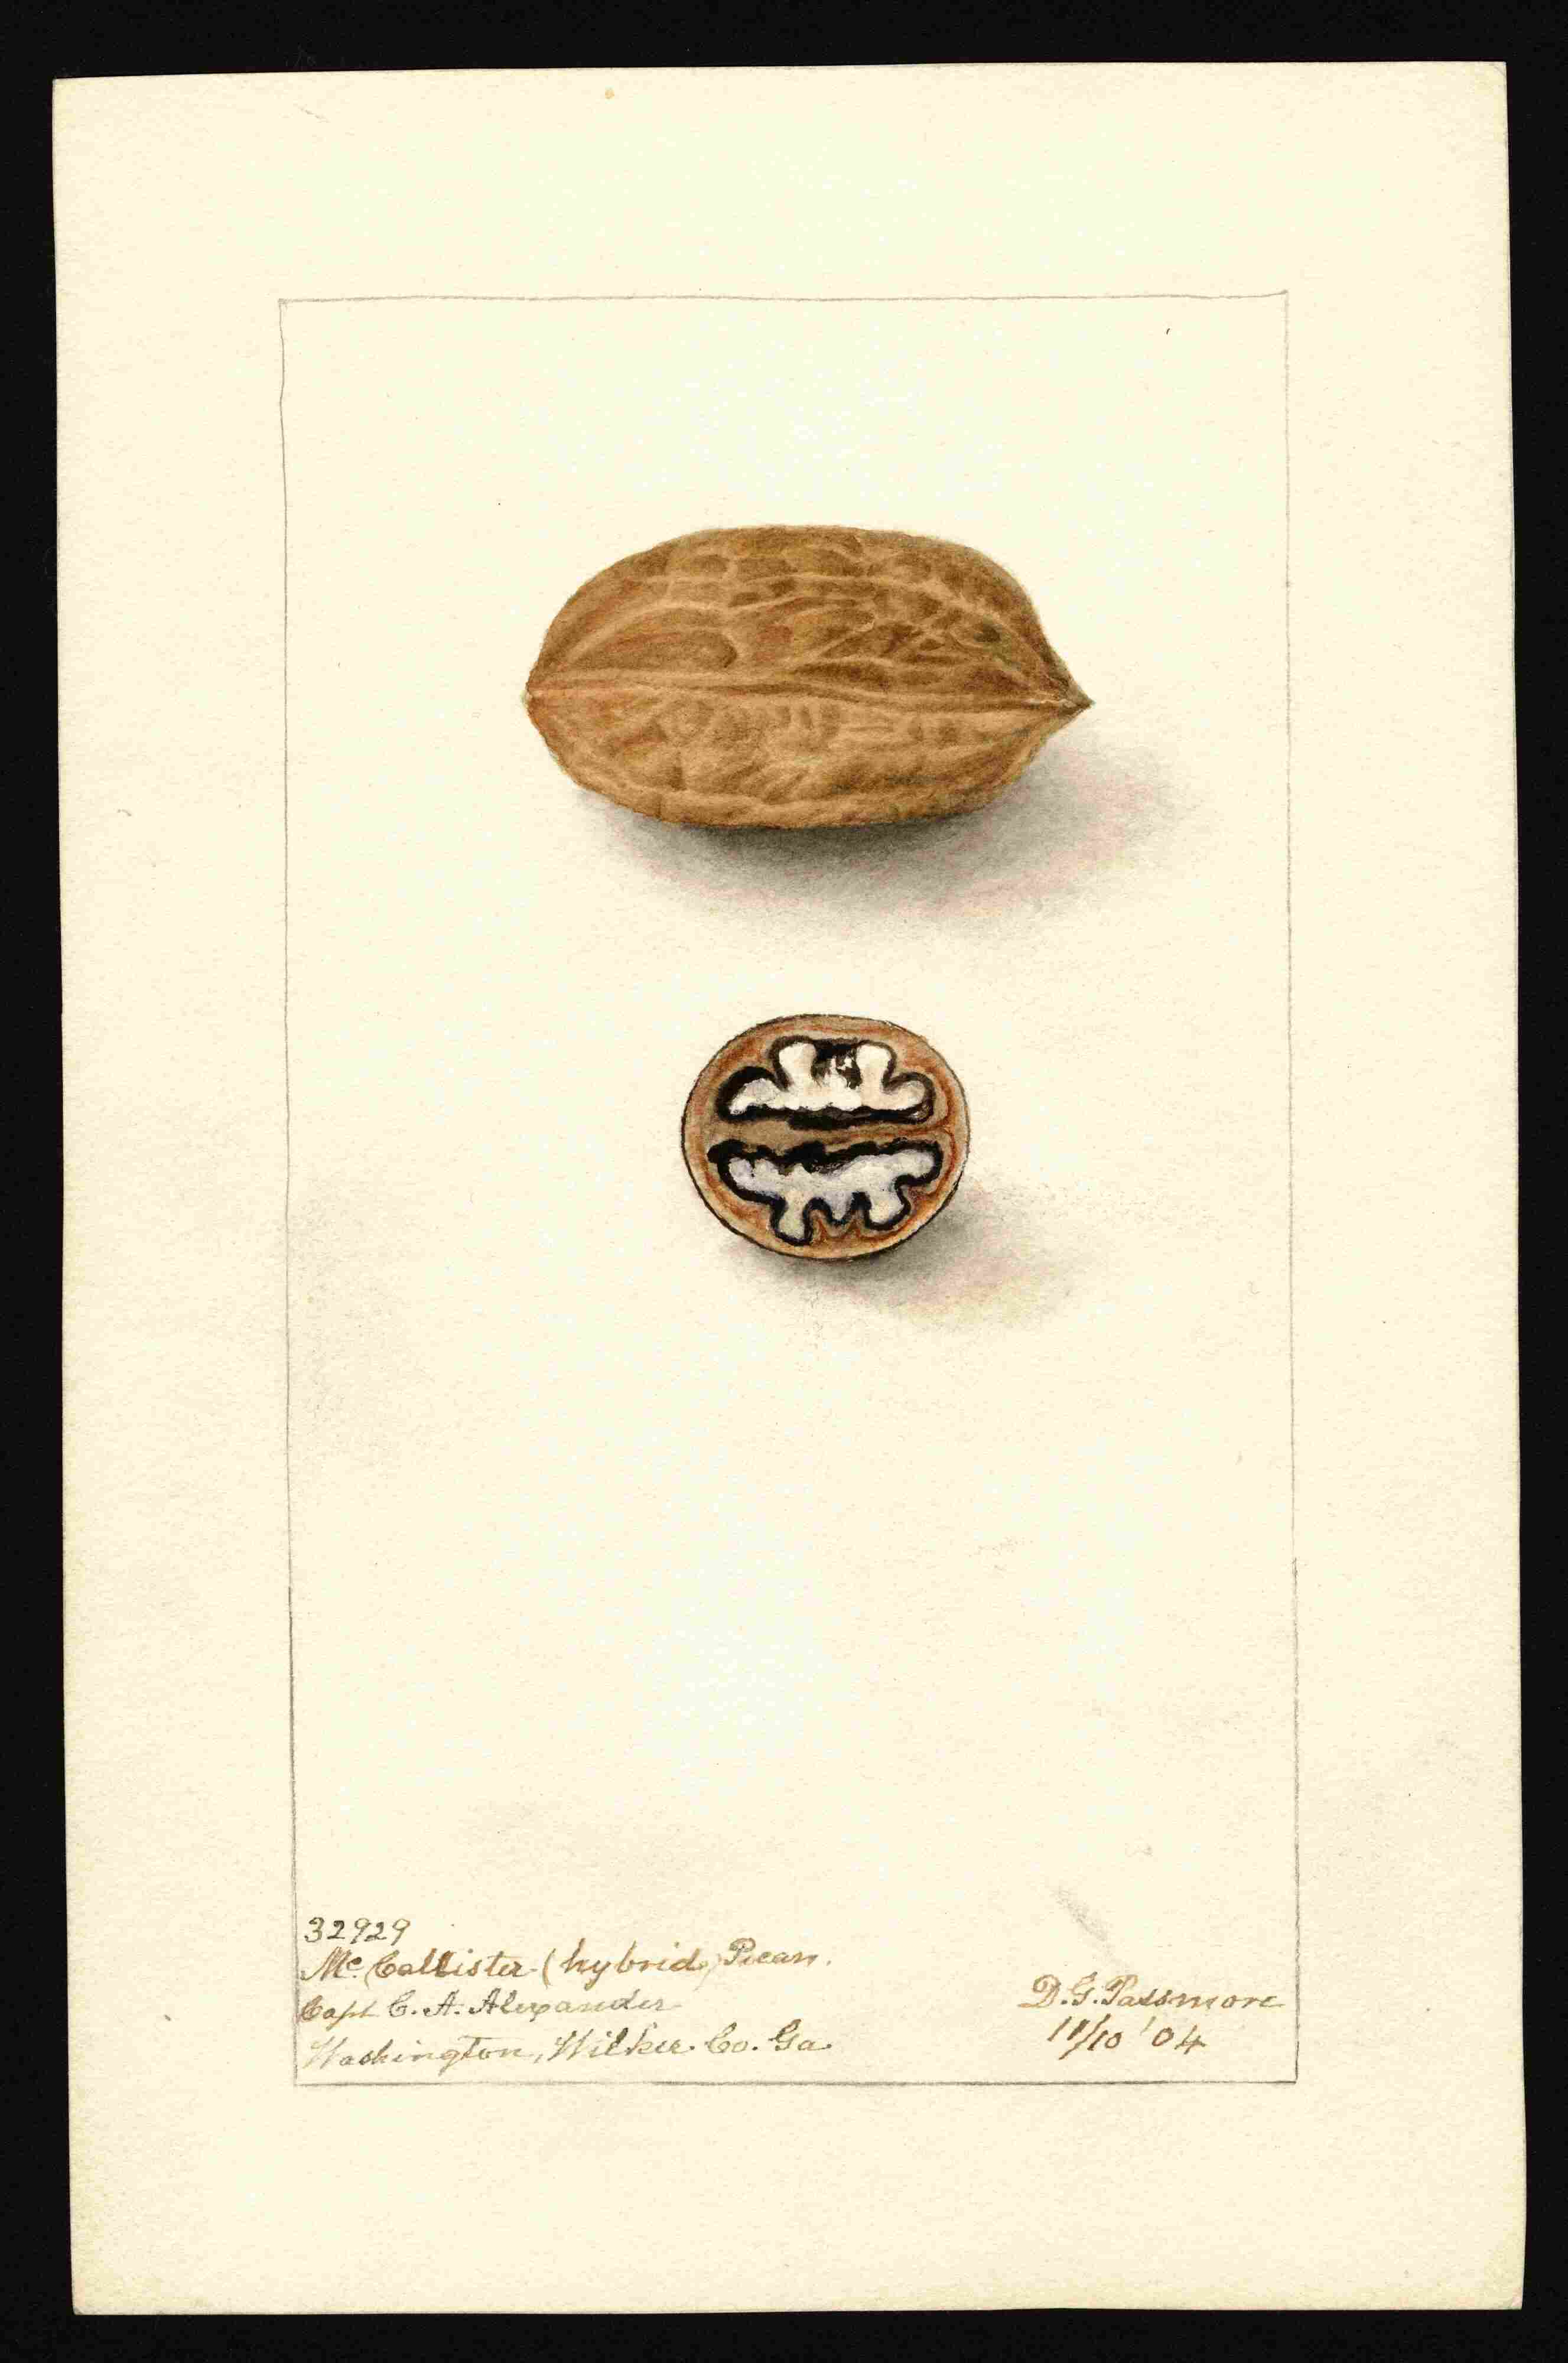 32929
Mc. Callister (hybrid) Pecan.
Capt. C. A. Alexander
Washington, Wilkes Co. Ga.
D. G. Passmore
11/10 '04